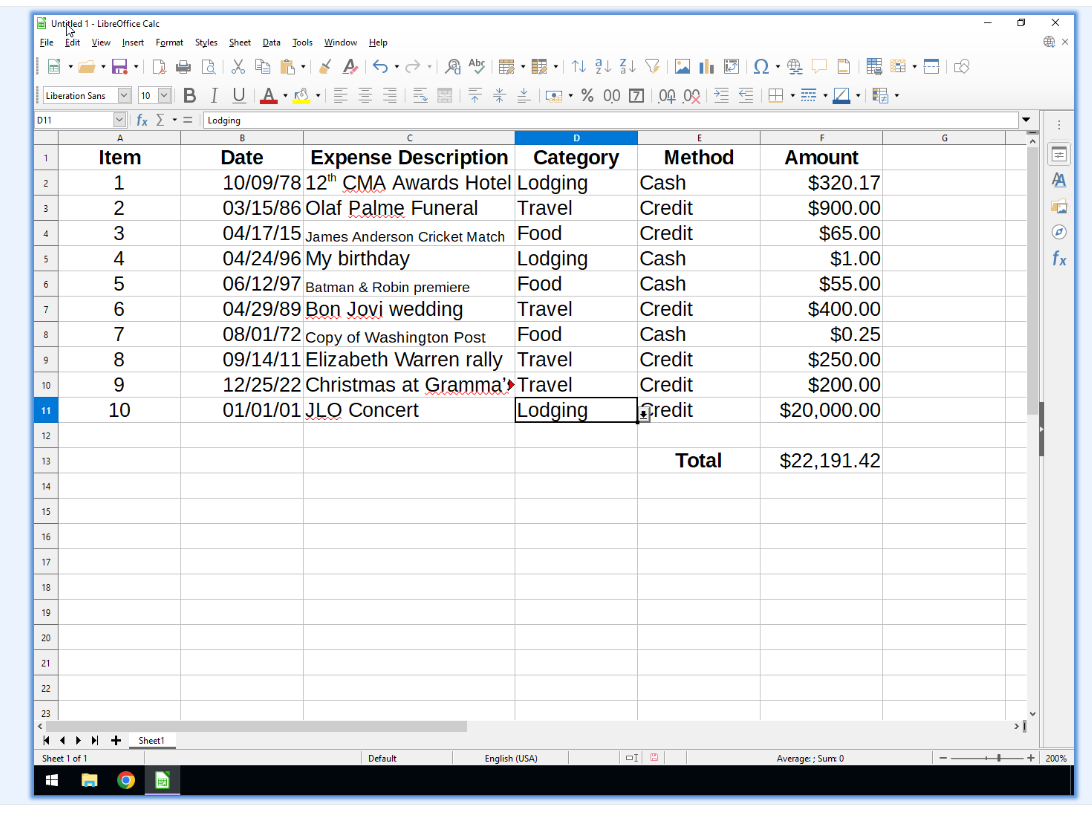 Untitled 1 - LibreOffice Calc
File Edit View Insert Format Styles Sheet Data Tools Window Help
Liberation Sans 10
D11 Lodging
A B C D E F G
1 Item Date Expense Description Category Method Amount
2 1 10/09/78 12th CMA Awards Hotel Lodging Cash $320.17
3 2 03/15/86 Olaf Palme Funeral Travel Credit $900.00
4 3 04/17/15 James Anderson Cricket Match Food Credit $65.00
5 4 04/24/96 My birthday Lodging Cash $1.00
6 5 06/12/97 Batman & Robin premiere Food Cash $55.00
7 6 04/29/89 Bon Jovi wedding Travel Credit $400.00
8 7 08/01/72 Copy of Washington Post Food Cash $0.25
9 8 09/14/11 Elizabeth Warren rally Travel Credit $250.00
10 9 12/25/22 Christmas at Gramma' Travel Credit $200.00
11 10 01/01/01 JLO Concert Lodging Credit $20,000.00
12
13 Total $22,191.42
14
15
16
17
18
19
20
21
22
23
Sheet1
Sheet 1 of 1 Default English (USA) Average: ; Sum: 0 200%